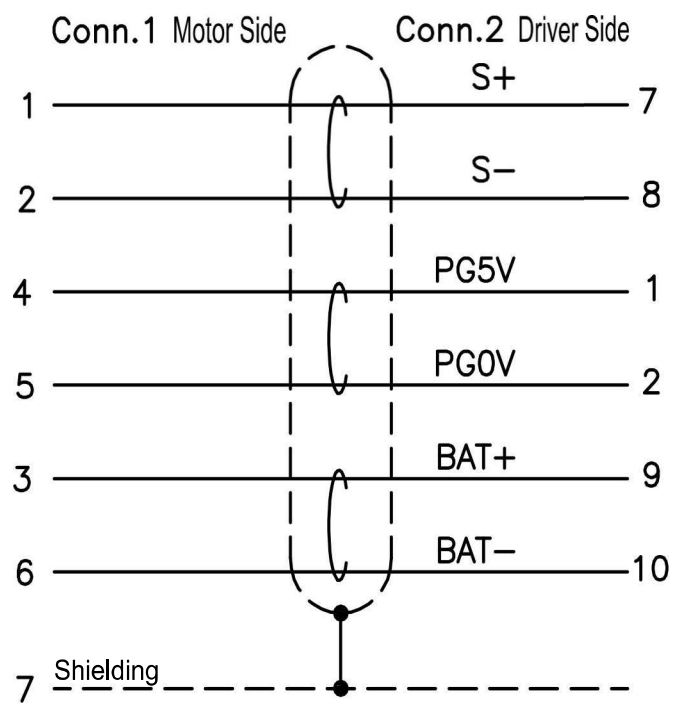 Conn.1 Motor Side Conn.2 Driver Side
1 S+ 7
2 S- 8
4 PG5V 1
5 PG0V 2
3 BAT+ 9
6 BAT- 10
7 Shielding